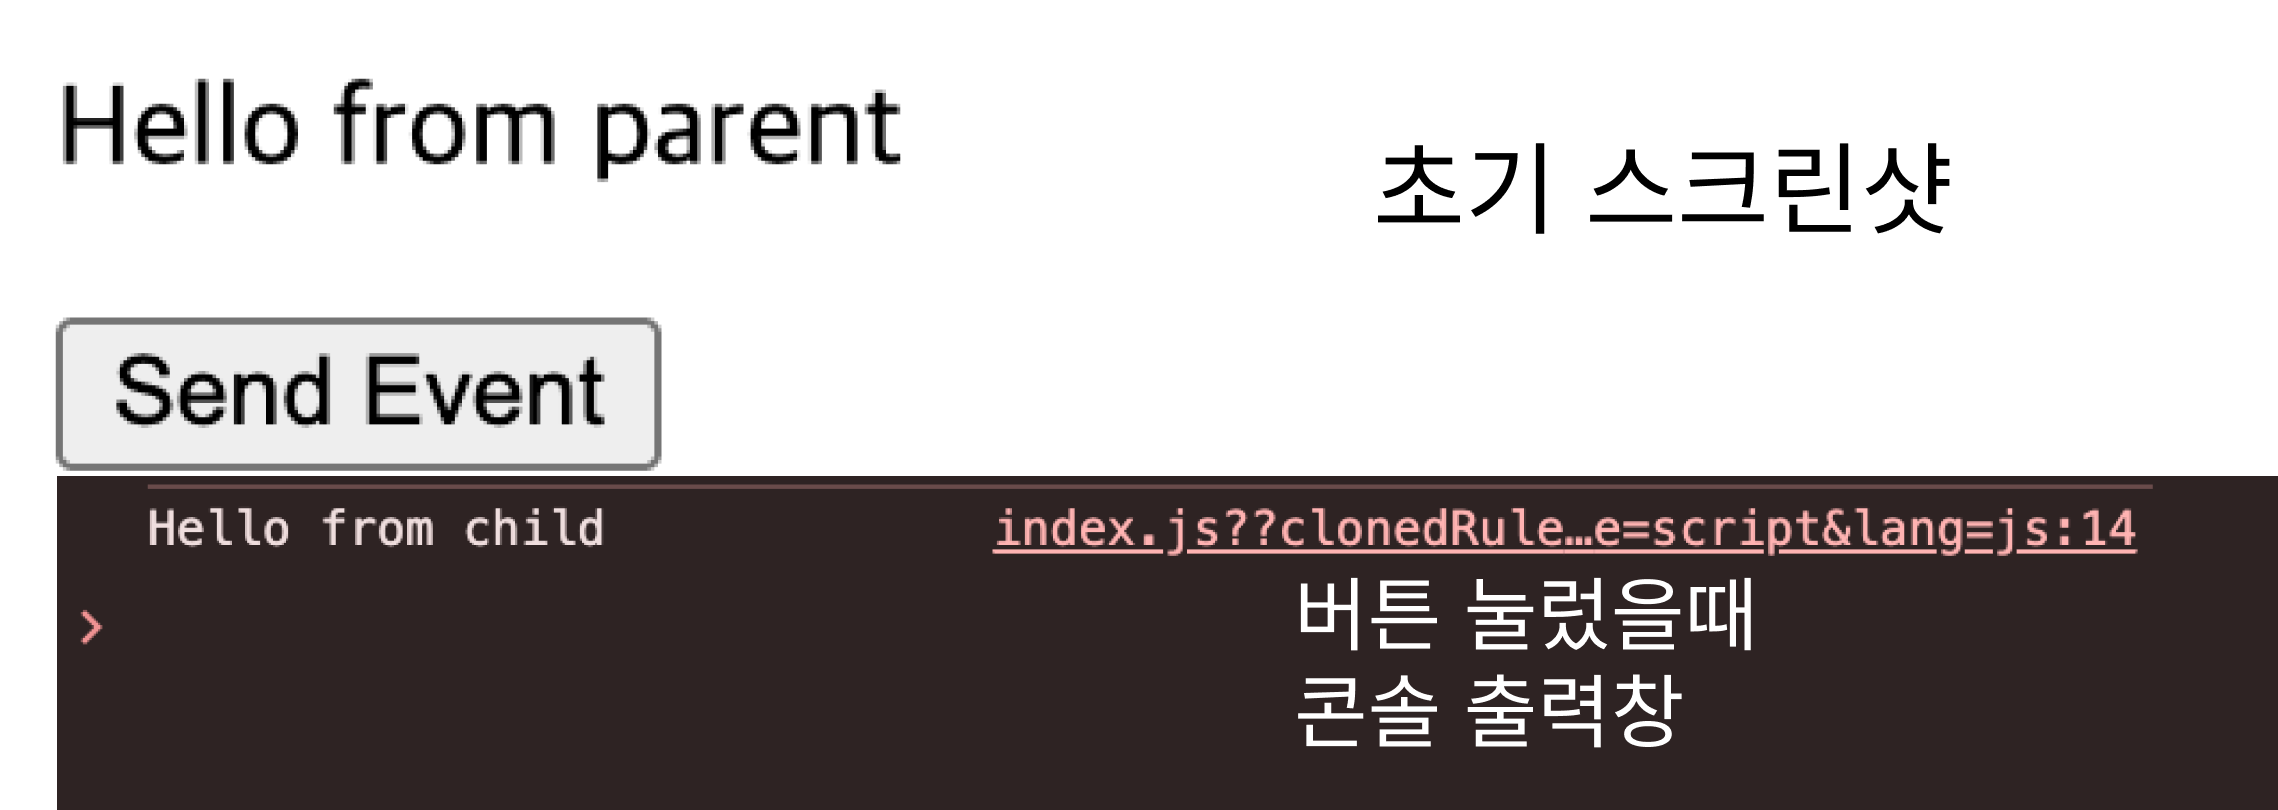 Hello from parent
초기 스크린샷
Send Event
Hello from child
index.js??clonedRule…e=script&lang=js:14
버튼 눌렀을때
콘솔 출력창